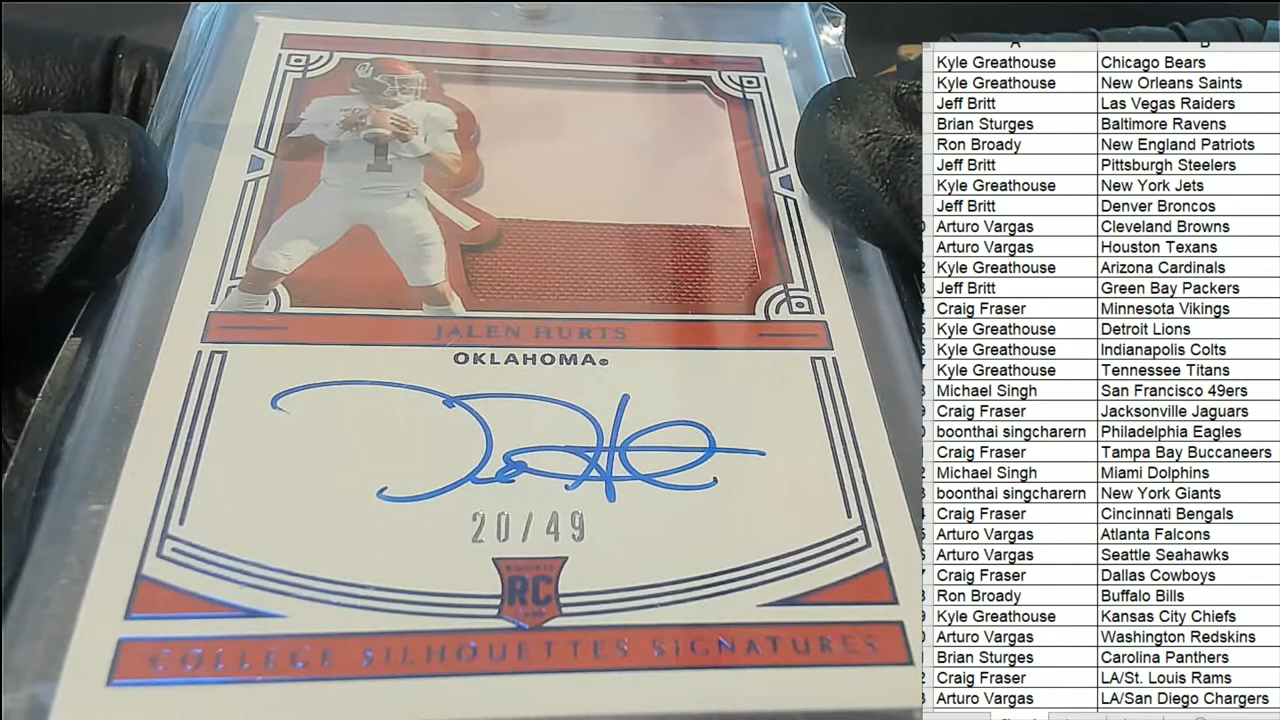 1
JALEN HURTS
OKLAHOMA®
20/49
ROOKIE
RC
COLLEGE SILHOUETTES SIGNATURES
A B
Kyle Greathouse Chicago Bears
Kyle Greathouse New Orleans Saints
Jeff Britt Las Vegas Raiders
Brian Sturges Baltimore Ravens
Ron Broady New England Patriots
Jeff Britt Pittsburgh Steelers
Kyle Greathouse New York Jets
Jeff Britt Denver Broncos
Arturo Vargas Cleveland Browns
Arturo Vargas Houston Texans
Kyle Greathouse Arizona Cardinals
Jeff Britt Green Bay Packers
Craig Fraser Minnesota Vikings
Kyle Greathouse Detroit Lions
Kyle Greathouse Indianapolis Colts
Kyle Greathouse Tennessee Titans
Michael Singh San Francisco 49ers
Craig Fraser Jacksonville Jaguars
boonthai singcharern Philadelphia Eagles
Craig Fraser Tampa Bay Buccaneers
Michael Singh Miami Dolphins
boonthai singcharern New York Giants
Craig Fraser Cincinnati Bengals
Arturo Vargas Atlanta Falcons
Arturo Vargas Seattle Seahawks
Craig Fraser Dallas Cowboys
Ron Broady Buffalo Bills
Kyle Greathouse Kansas City Chiefs
Arturo Vargas Washington Redskins
Brian Sturges Carolina Panthers
Craig Fraser LA/St. Louis Rams
Arturo Vargas LA/San Diego Chargers